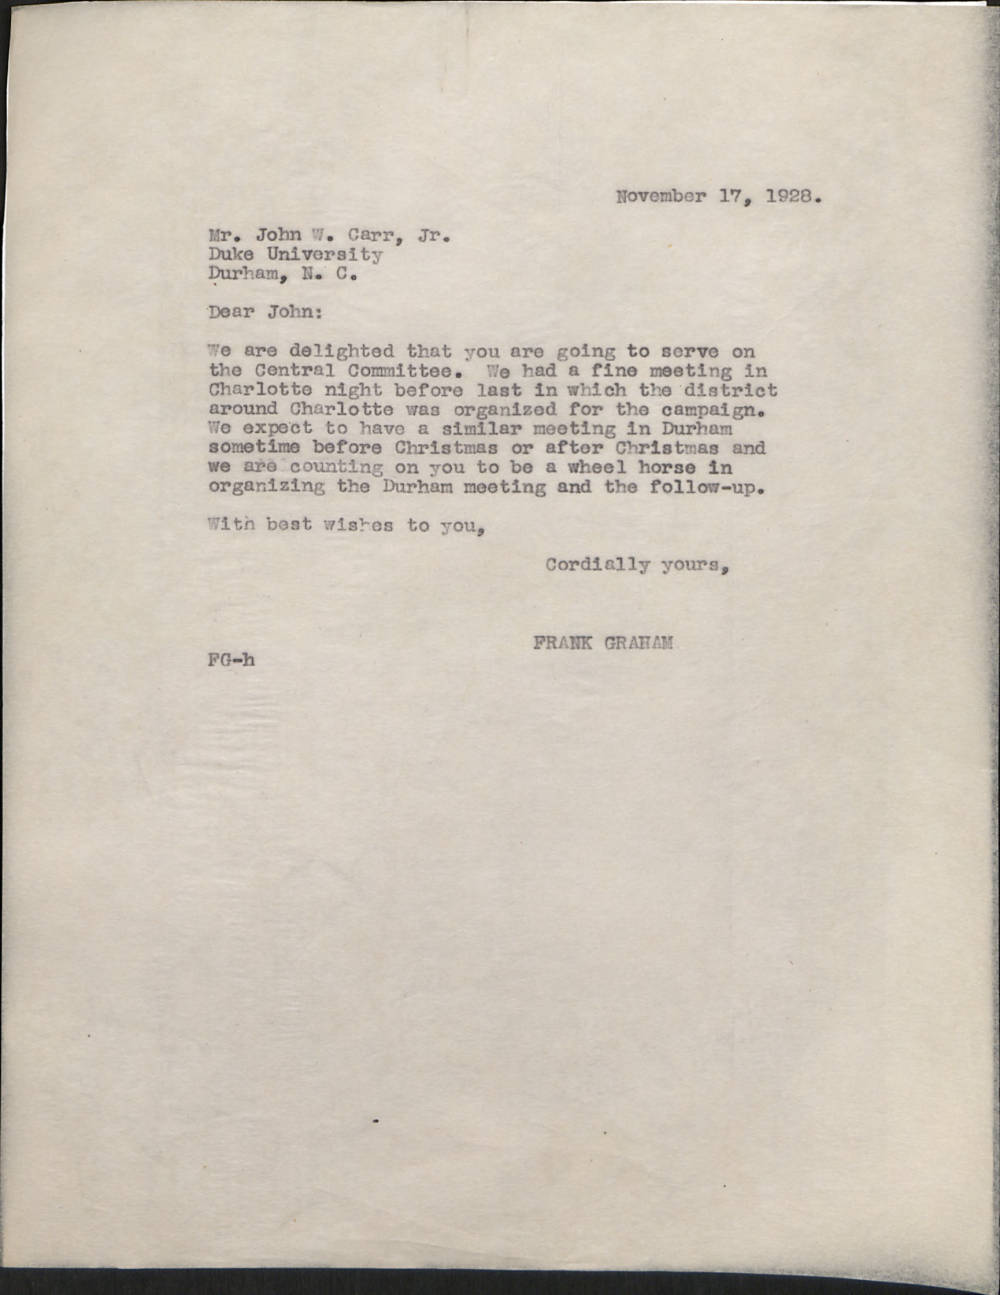 November 17, 1928.
Mr. John W. Carr, Jr.
Duke University
Durham, N. C.
Dear John:
We are delighted that you are going to serve on
the Central Committee. We had a fine meeting in
Charlotte night before last in which the district
around Charlotte was organized for the campaign.
We expect to have a similar meeting in Durham
sometime before Christmas or after Christmas and
we are counting on you to be a wheel horse in
organizing the Durham meeting and the follow-up.
With best wishes to you,
Cordially yours,
FRANK GRAHAM
FG-h